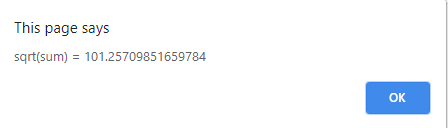 This page says
sqrt(sum) = 101.25709851659784
OK